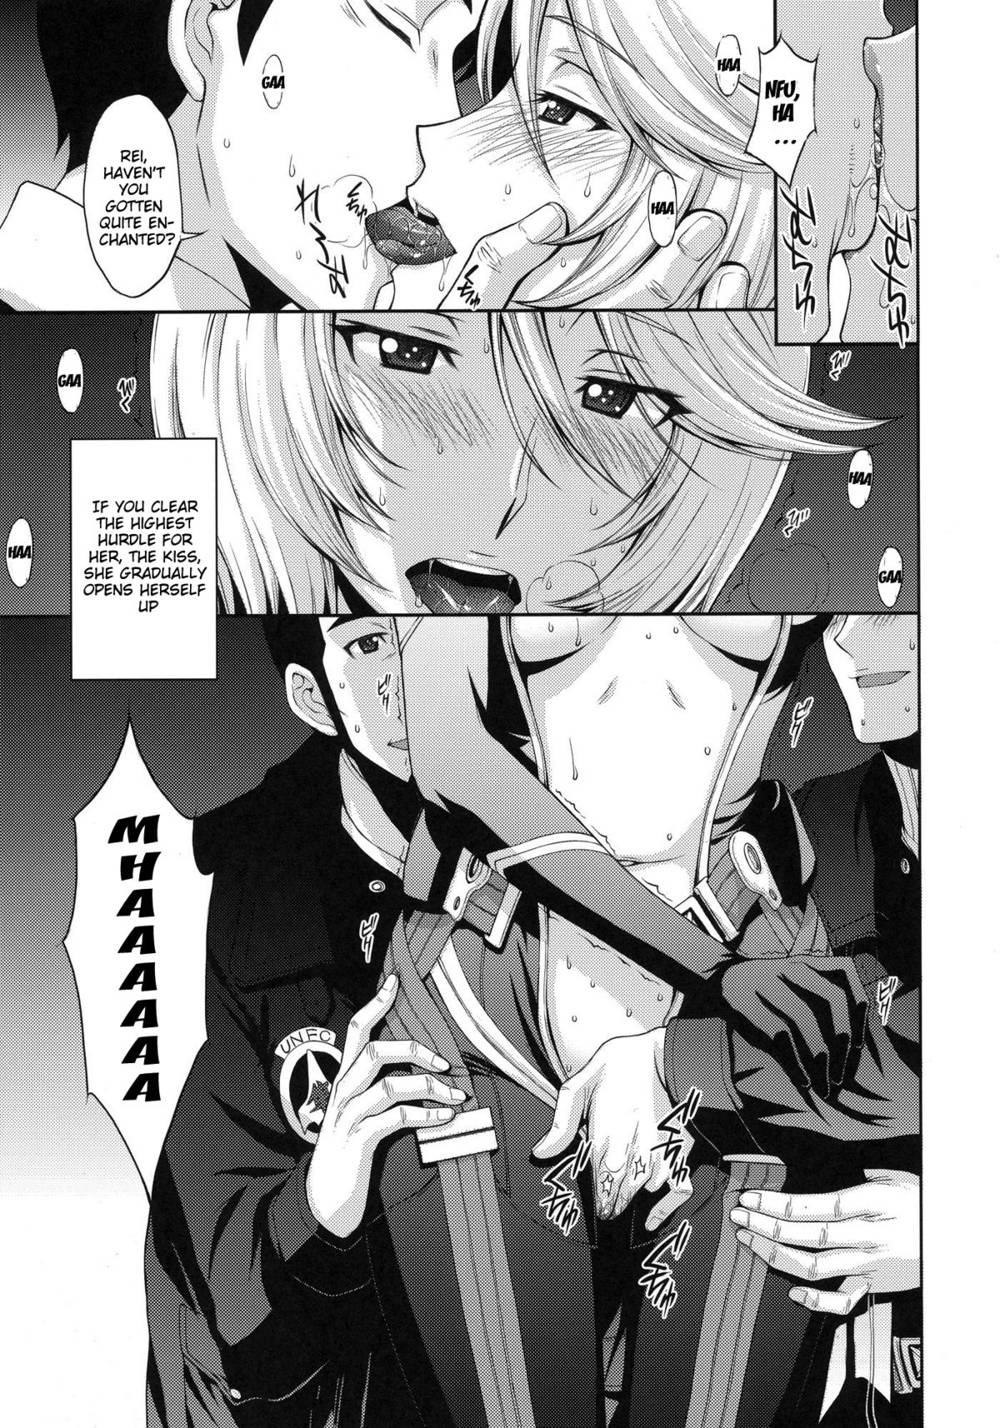 NFU,
HA
...
HAA
GAA
HAA
REI,
HAVEN'T
YOU
GOTTEN
QUITE EN-
CHANTED?
GAA
HAA
HAA
GAA
IF YOU CLEAR
THE HIGHEST
HURDLE FOR
HER, THE KISS,
SHE GRADUALLY
OPENS HERSELF
UP
MHAAAAAA
UNFC